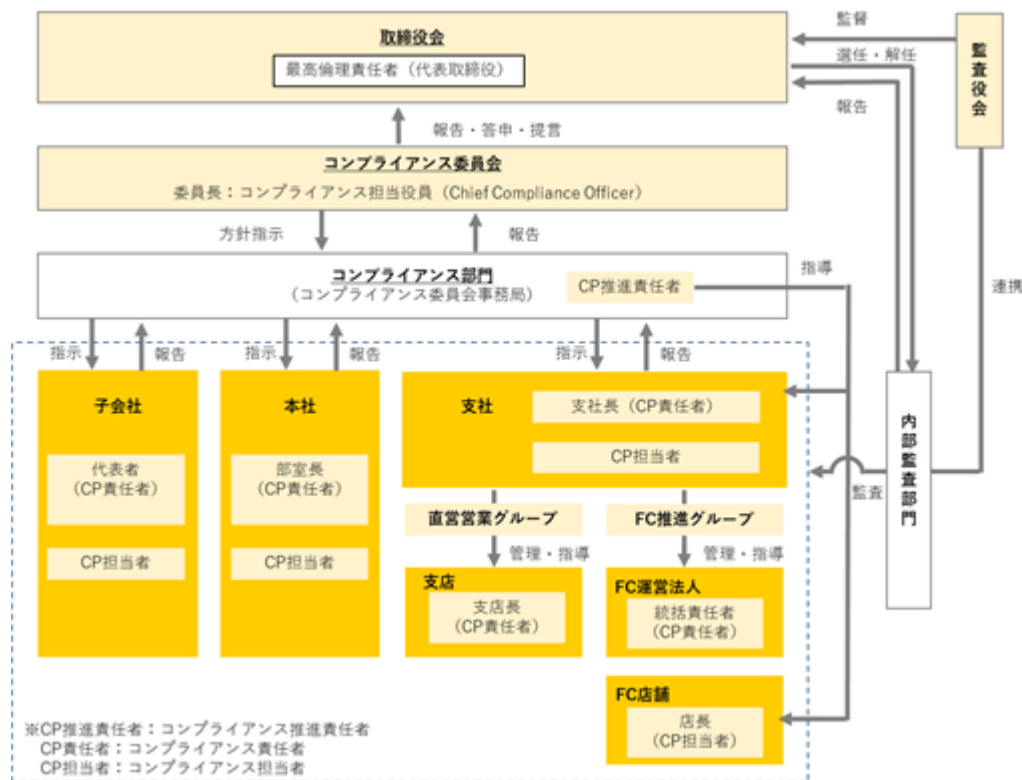 取締役会
最高倫理責任者（代表取締役）
監督
選任・解任
報告
監査役会
報告・答申・提言
コンプライアンス委員会
委員長：コンプライアンス担当役員（Chief Compliance Officer）
方針指示
報告
コンプライアンス部門
（コンプライアンス委員会事務局）
CP推進責任者
指導
連携
指示
報告
指示
報告
指示
報告
子会社
代表者
(CP責任者)
CP担当者
本社
部室長
(CP責任者)
CP担当者
支社
支社長（CP責任者）
CP担当者
監査
内部監査部門
直営営業グループ
FC推進グループ
管理・指導
管理・指導
支店
支店長
(CP責任者)
FC運営法人
統括責任者
(CP責任者)
FC店舗
店長
(CP担当者)
※CP推進責任者：コンプライアンス推進責任者
CP責任者：コンプライアンス責任者
CP担当者：コンプライアンス担当者